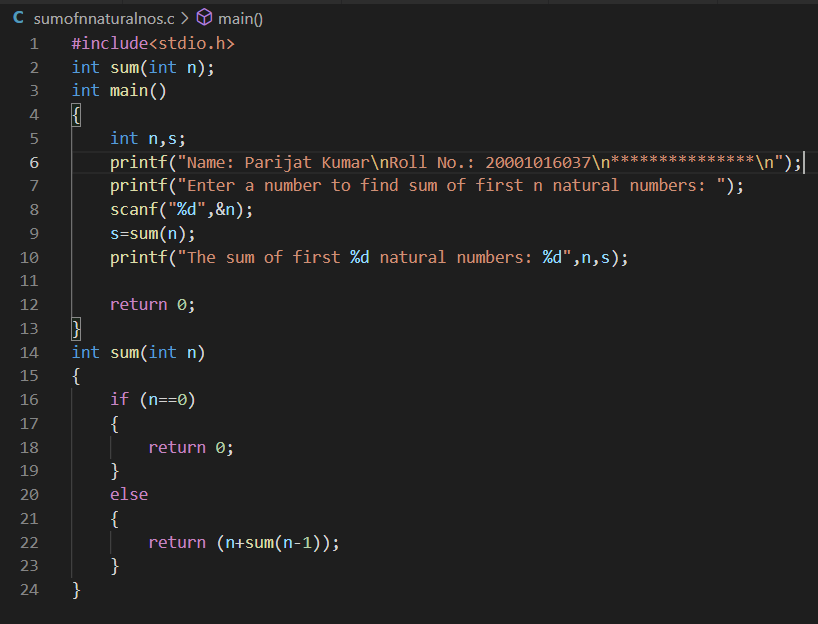 C sumofnnaturalnos.c > main()
1 #include<stdio.h>
2 int sum(int n);
3 int main()
4 {
5     int n,s;
6     printf("Name: Parijat Kumar\nRoll No.: 20001016037\n***************\n");
7     printf("Enter a number to find sum of first n natural numbers: ");
8     scanf("%d",&n);
9     s=sum(n);
10     printf("The sum of first %d natural numbers: %d",n,s);
11
12     return 0;
13 }
14 int sum(int n)
15 {
16     if (n==0)
17     {
18         return 0;
19     }
20     else
21     {
22         return (n+sum(n-1));
23     }
24 }